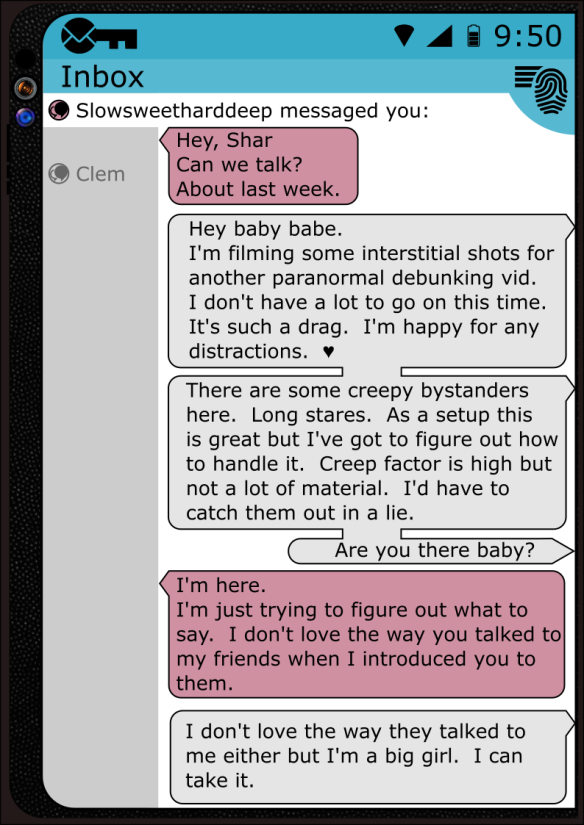 9:50
Inbox
Slowsweetharddeep messaged you:
Clem
Hey, Shar
Can we talk?
About last week.
Hey baby babe.
I'm filming some interstitial shots for
another paranormal debunking vid.
I don't have a lot to go on this time.
It's such a drag.  I'm happy for any
distractions.  ♥
There are some creepy bystanders
here.  Long stares.  As a setup this
is great but I've got to figure out how
to handle it.  Creep factor is high but
not a lot of material.  I'd have to
catch them out in a lie.
Are you there baby?
I'm here.
I'm just trying to figure out what to
say.  I don't love the way you talked to
my friends when I introduced you to
them.
I don't love the way they talked to
me either but I'm a big girl.  I can
take it.